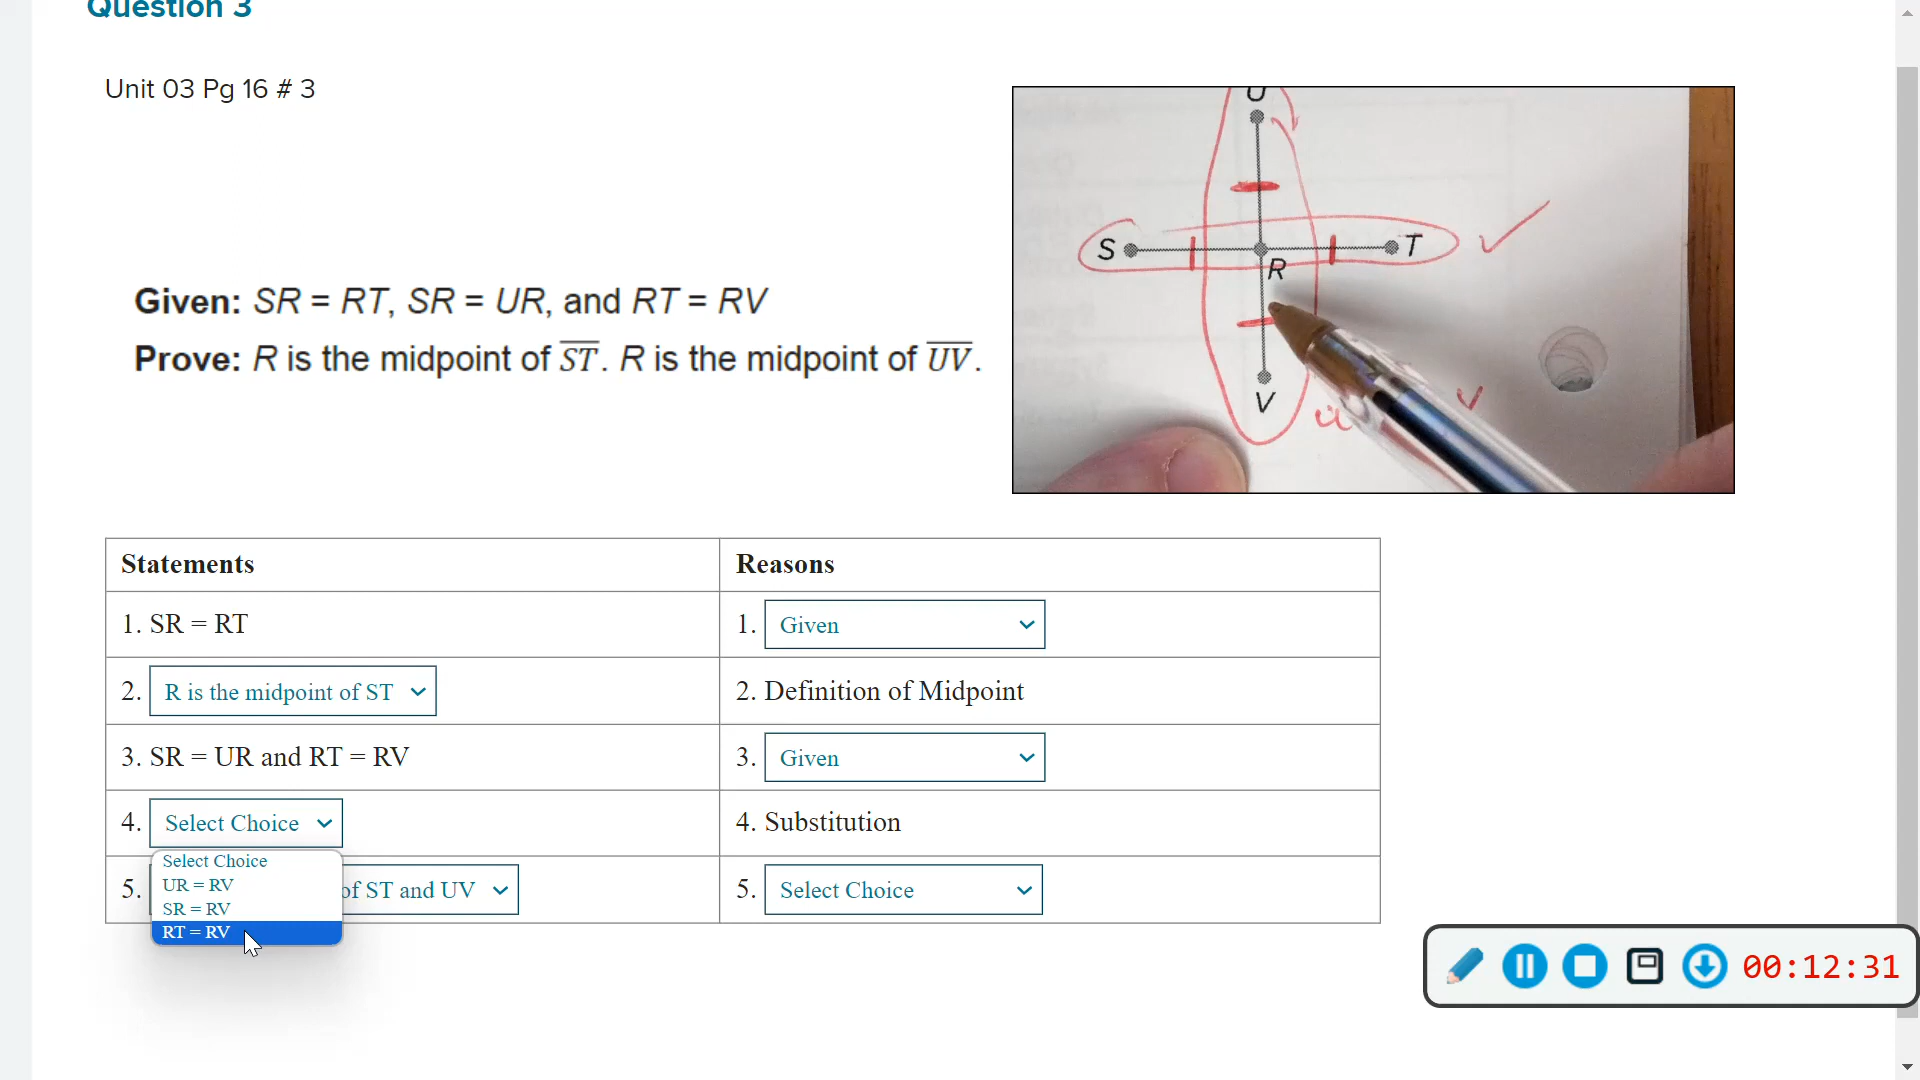 Question 3
Unit 03 Pg 16 # 3
Given: SR = RT, SR = UR, and RT = RV
Prove: R is the midpoint of ST. R is the midpoint of UV.
U
S
T
R
V
Statements
Reasons
1. SR = RT
1. Given
2. R is the midpoint of ST
2. Definition of Midpoint
3. SR = UR and RT = RV
3. Given
4. Select Choice
4. Substitution
Select Choice
UR = RV
SR = RV
RT = RV
5. of ST and UV
5. Select Choice
00:12:31